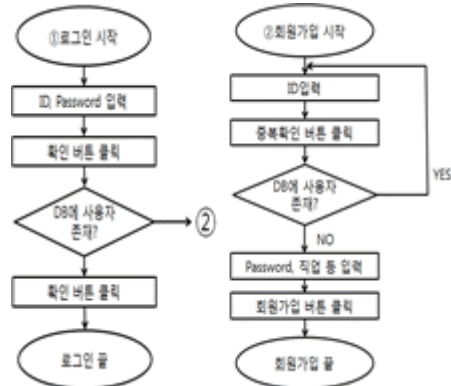 ①로그인 시작
ID, Password 입력
확인 버튼 클릭
DB에 사용자
존재?
②
확인 버튼 클릭
로그인 끝
②회원가입 시작
ID입력
중복확인 버튼 클릭
DB에 사용자
존재?
YES
NO
Password, 직업 등 입력
회원가입 버튼 클릭
회원가입 끝